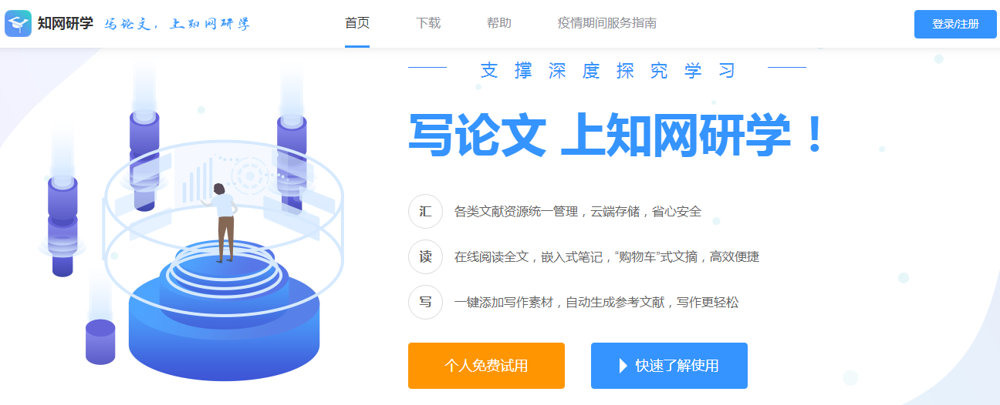 知网研学 写论文，上知网研学 首页 下载 帮助 疫情期间服务指南 登录/注册
支撑深度探究学习
写论文 上知网研学！
汇 各类文献资源统一管理，云端存储，省心安全
读 在线阅读全文，嵌入式笔记，“购物车”式文摘，高效便捷
写 一键添加写作素材，自动生成参考文献，写作更轻松
个人免费试用 快速了解使用